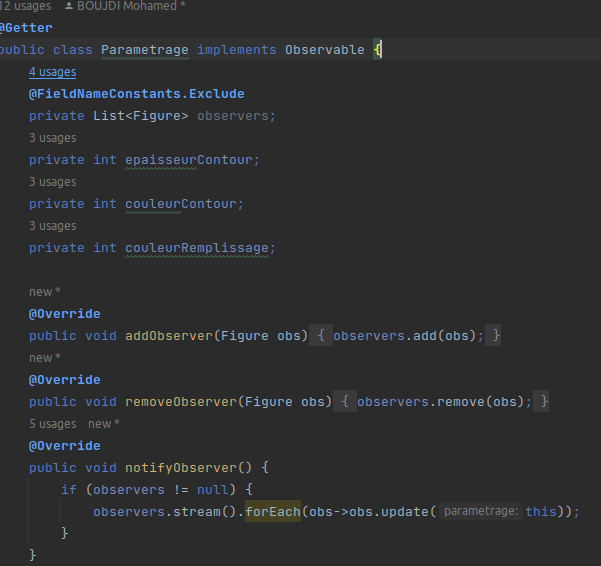 12 usages BOUJDI Mohamed *
@Getter
public class Parametrage implements Observable {
4 usages
@FieldNameConstants.Exclude
private List<Figure> observers;
3 usages
private int epaisseurContour;
3 usages
private int couleurContour;
3 usages
private int couleurRemplissage;
new *
@Override
public void addObserver(Figure obs) { observers.add(obs); }
new *
@Override
public void removeObserver(Figure obs) { observers.remove(obs); }
5 usages new *
@Override
public void notifyObserver() {
if (observers != null) {
observers.stream().forEach(obs->obs.update( parametrage: this));
}
}